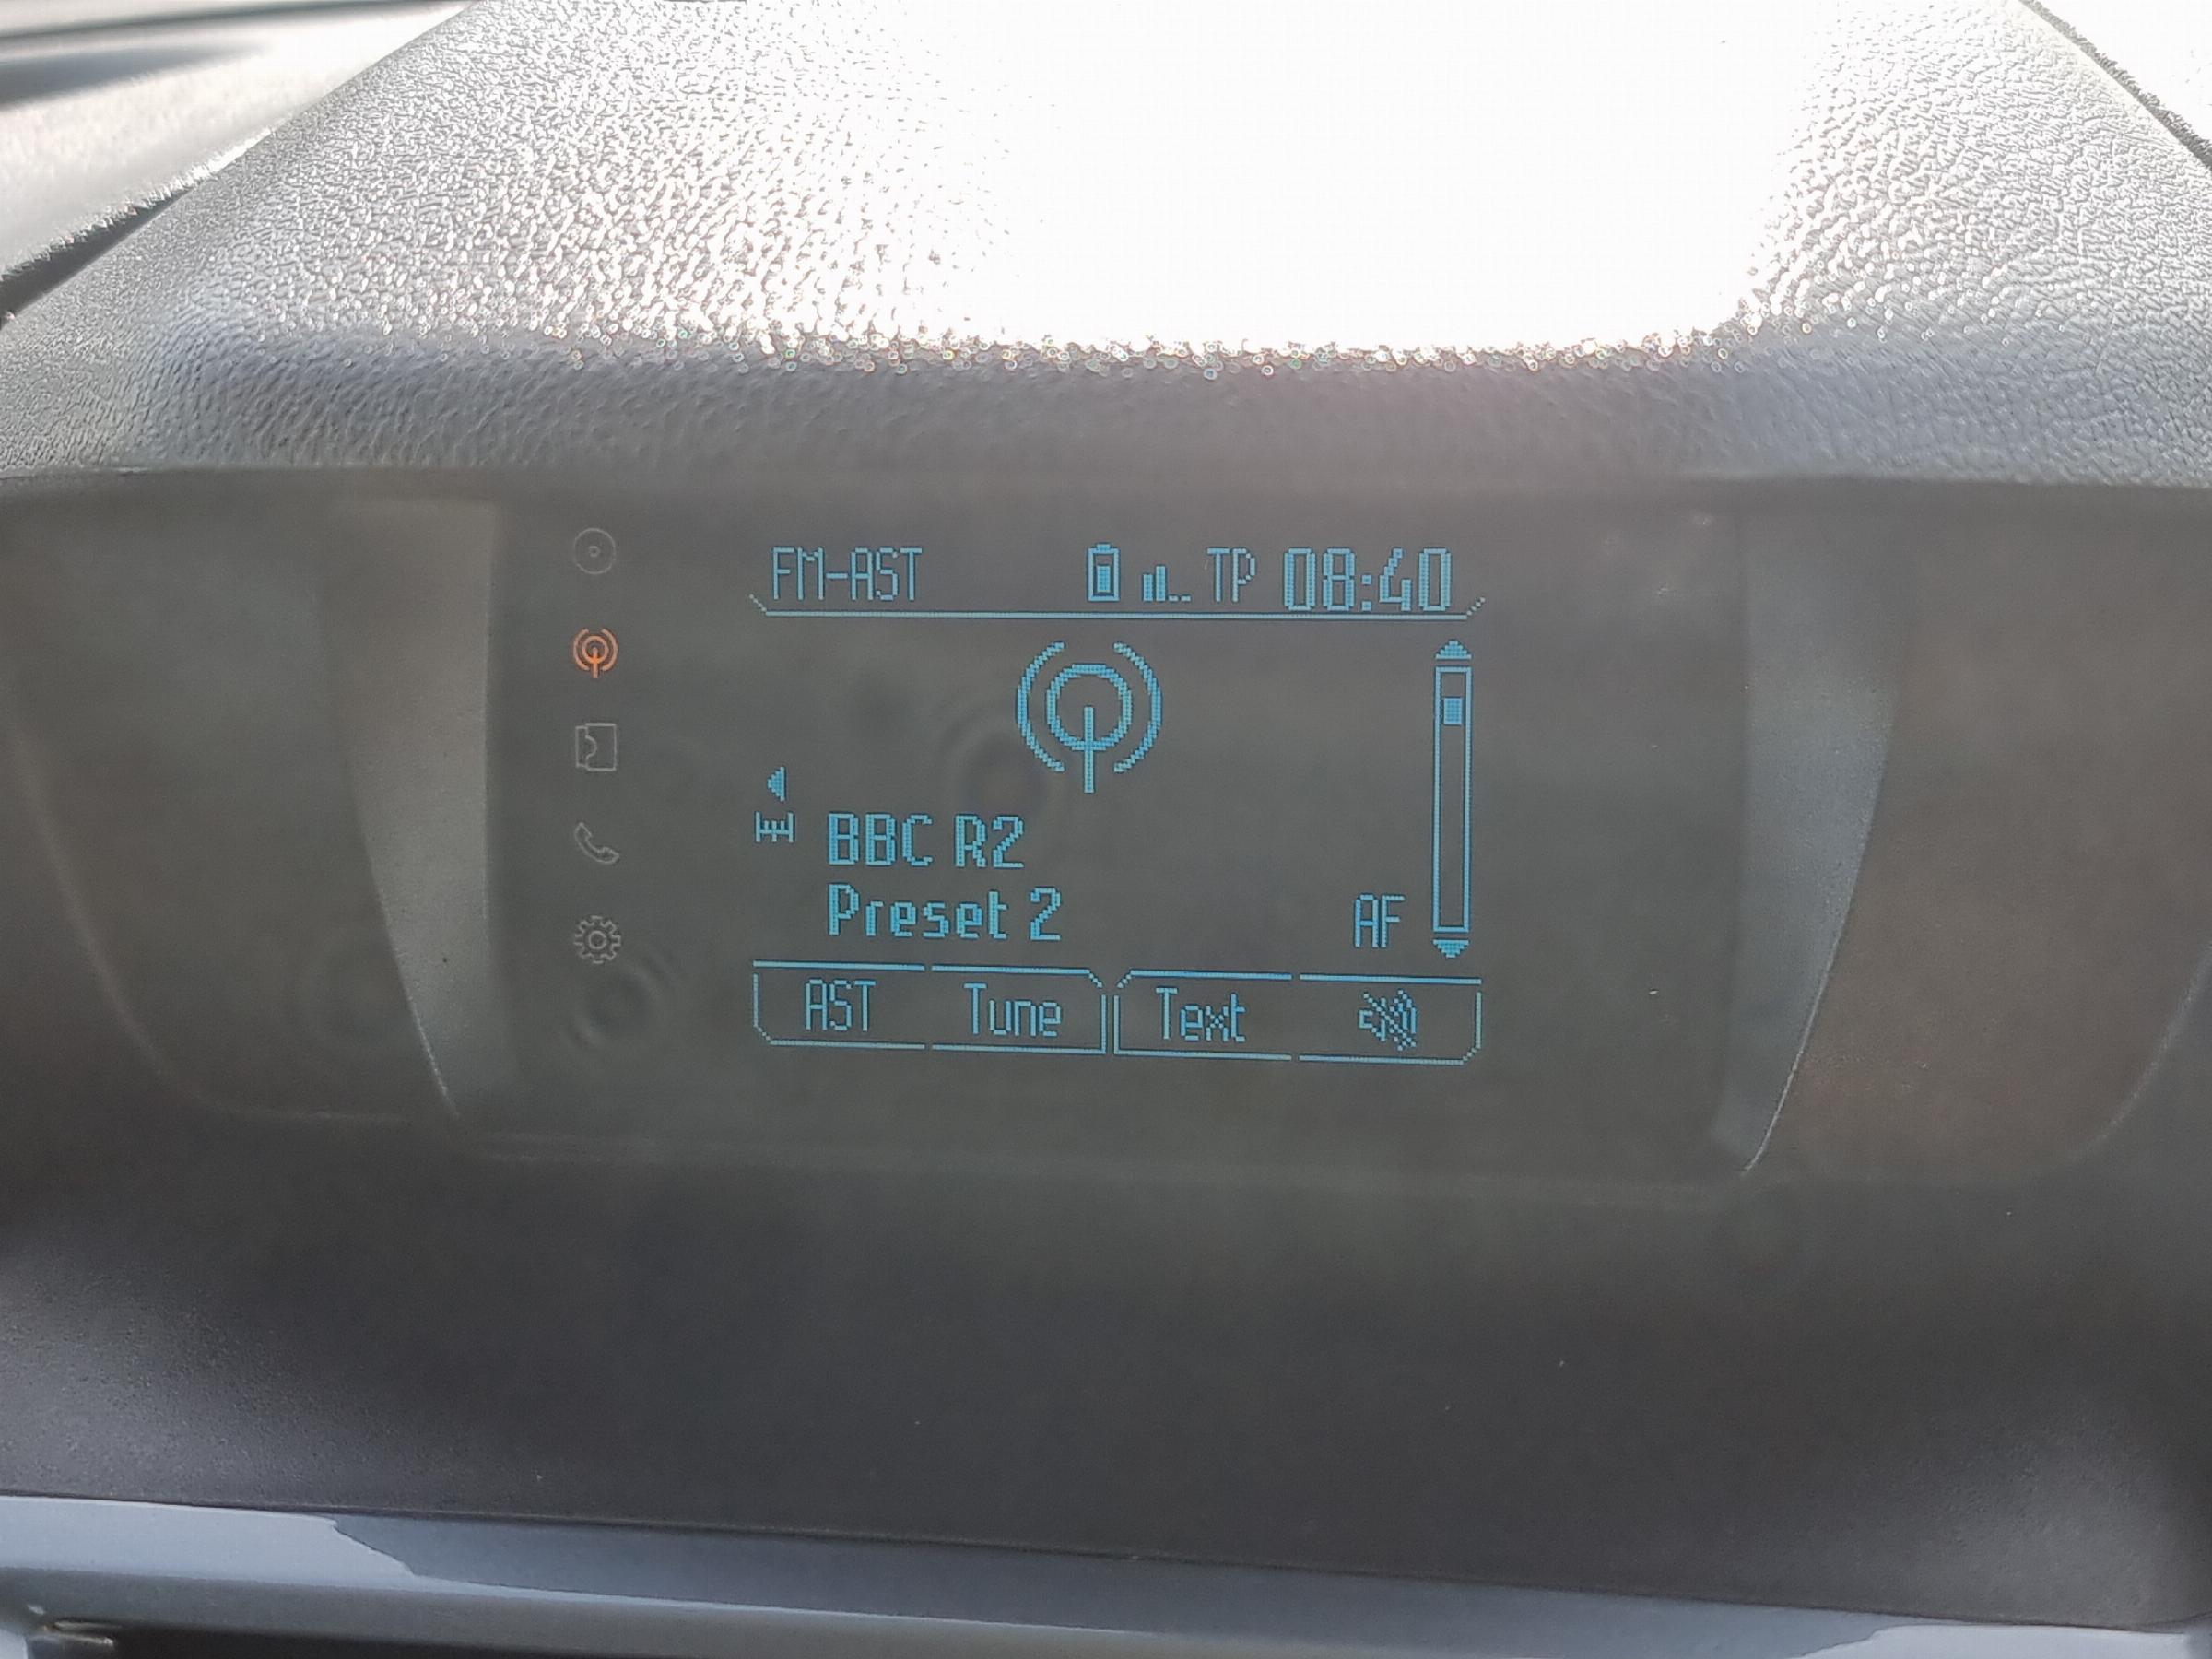 FM-AST TP 08:40
BBC R2
Preset 2 AF
AST Tune Text